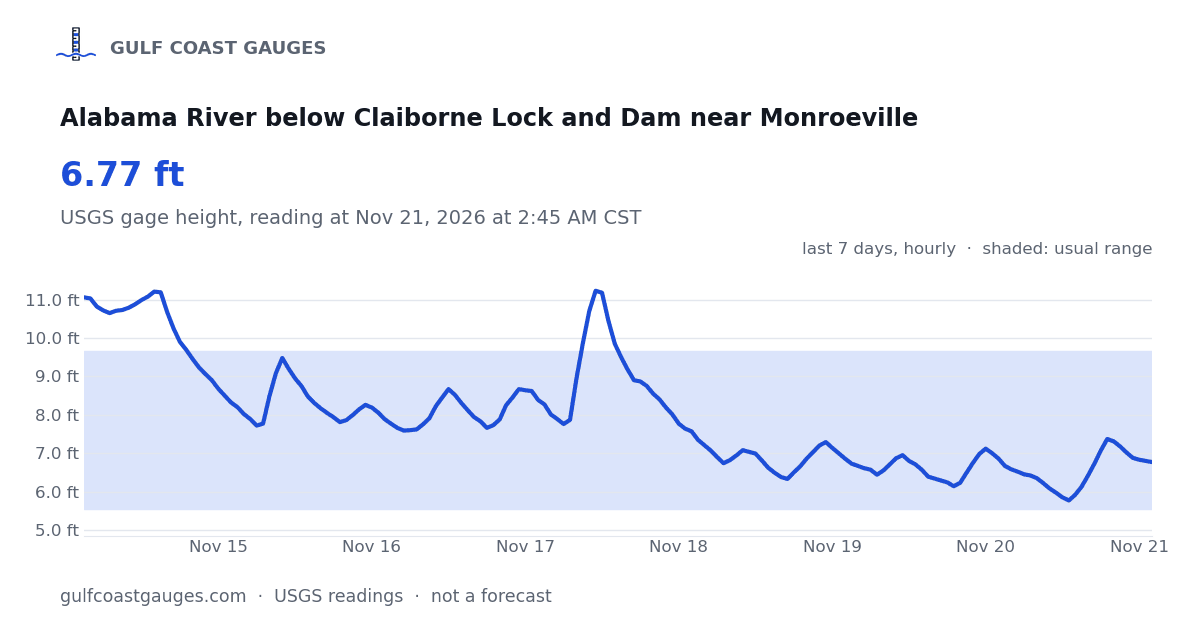 GULF COAST GAUGES
Alabama River below Claiborne Lock and Dam near Monroeville
6.77 ft
USGS gage height, reading at Nov 21, 2026 at 2:45 AM CST
last 7 days, hourly · shaded: usual range
11.0 ft
10.0 ft
9.0 ft
8.0 ft
7.0 ft
6.0 ft
5.0 ft
Nov 15 Nov 16 Nov 17 Nov 18 Nov 19 Nov 20 Nov 21
gulfcoastgauges.com · USGS readings · not a forecast